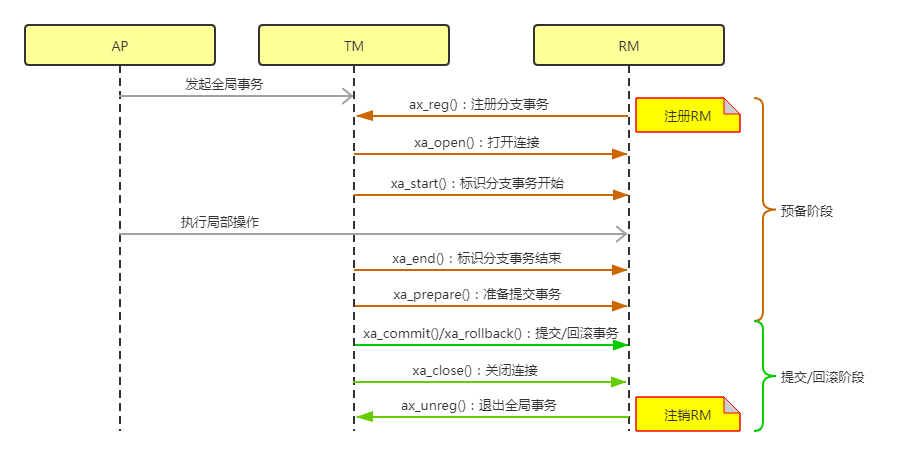 AP
TM
RM
发起全局事务
ax_reg()：注册分支事务
注册RM
xa_open()：打开连接
xa_start()：标识分支事务开始
预备阶段
执行局部操作
xa_end()：标识分支事务结束
xa_prepare()：准备提交事务
xa_commit()/xa_rollback()：提交/回滚事务
xa_close()：关闭连接
提交/回滚阶段
ax_unreg()：退出全局事务
注销RM